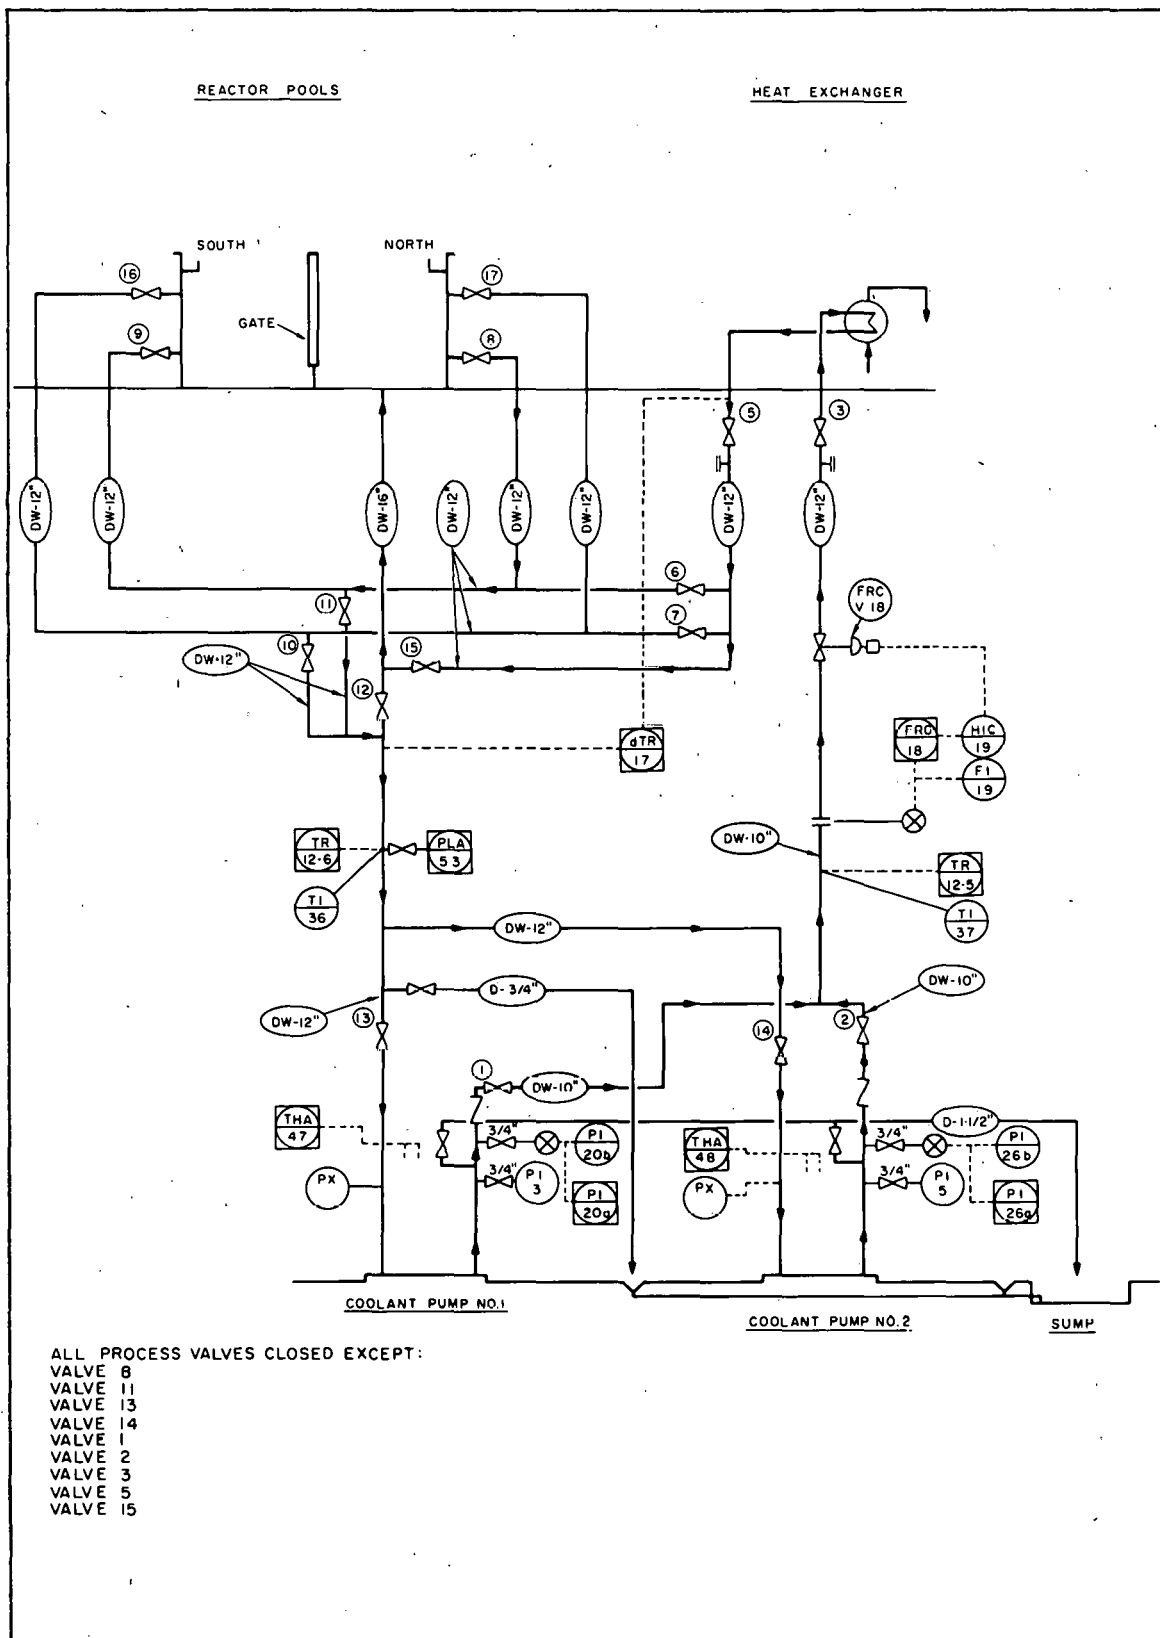 REACTOR POOLS
HEAT EXCHANGER
SOUTH
NORTH
16
17
9
8
GATE
5
3
DW-12"
DW-12"
DW-16"
DW-12"
DW-12"
DW-12"
DW-12"
DW-12"
6
11
7
FRC
V 18
10
15
DW-12"
12
dTR
17
FRC
18
HIC
19
FI
19
TR
12-6
PLA
53
DW-10"
TR
12-5
TI
36
TI
37
DW-12"
D-3/4"
DW-10"
DW-12"
13
14
2
1
DW-10"
THA
47
3/4"
PI
20b
THA
48
D-1-1/2"
3/4"
PI
26b
PX
3/4"
PI
3
PI
20a
PX
3/4"
PI
5
PI
26a
COOLANT PUMP NO.1
COOLANT PUMP NO.2
SUMP
ALL PROCESS VALVES CLOSED EXCEPT:
VALVE 8
VALVE 11
VALVE 13
VALVE 14
VALVE 1
VALVE 2
VALVE 3
VALVE 5
VALVE 15